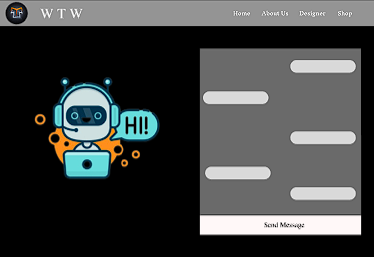 W T W
Home About Us Designer Shop
HI!
Send Message